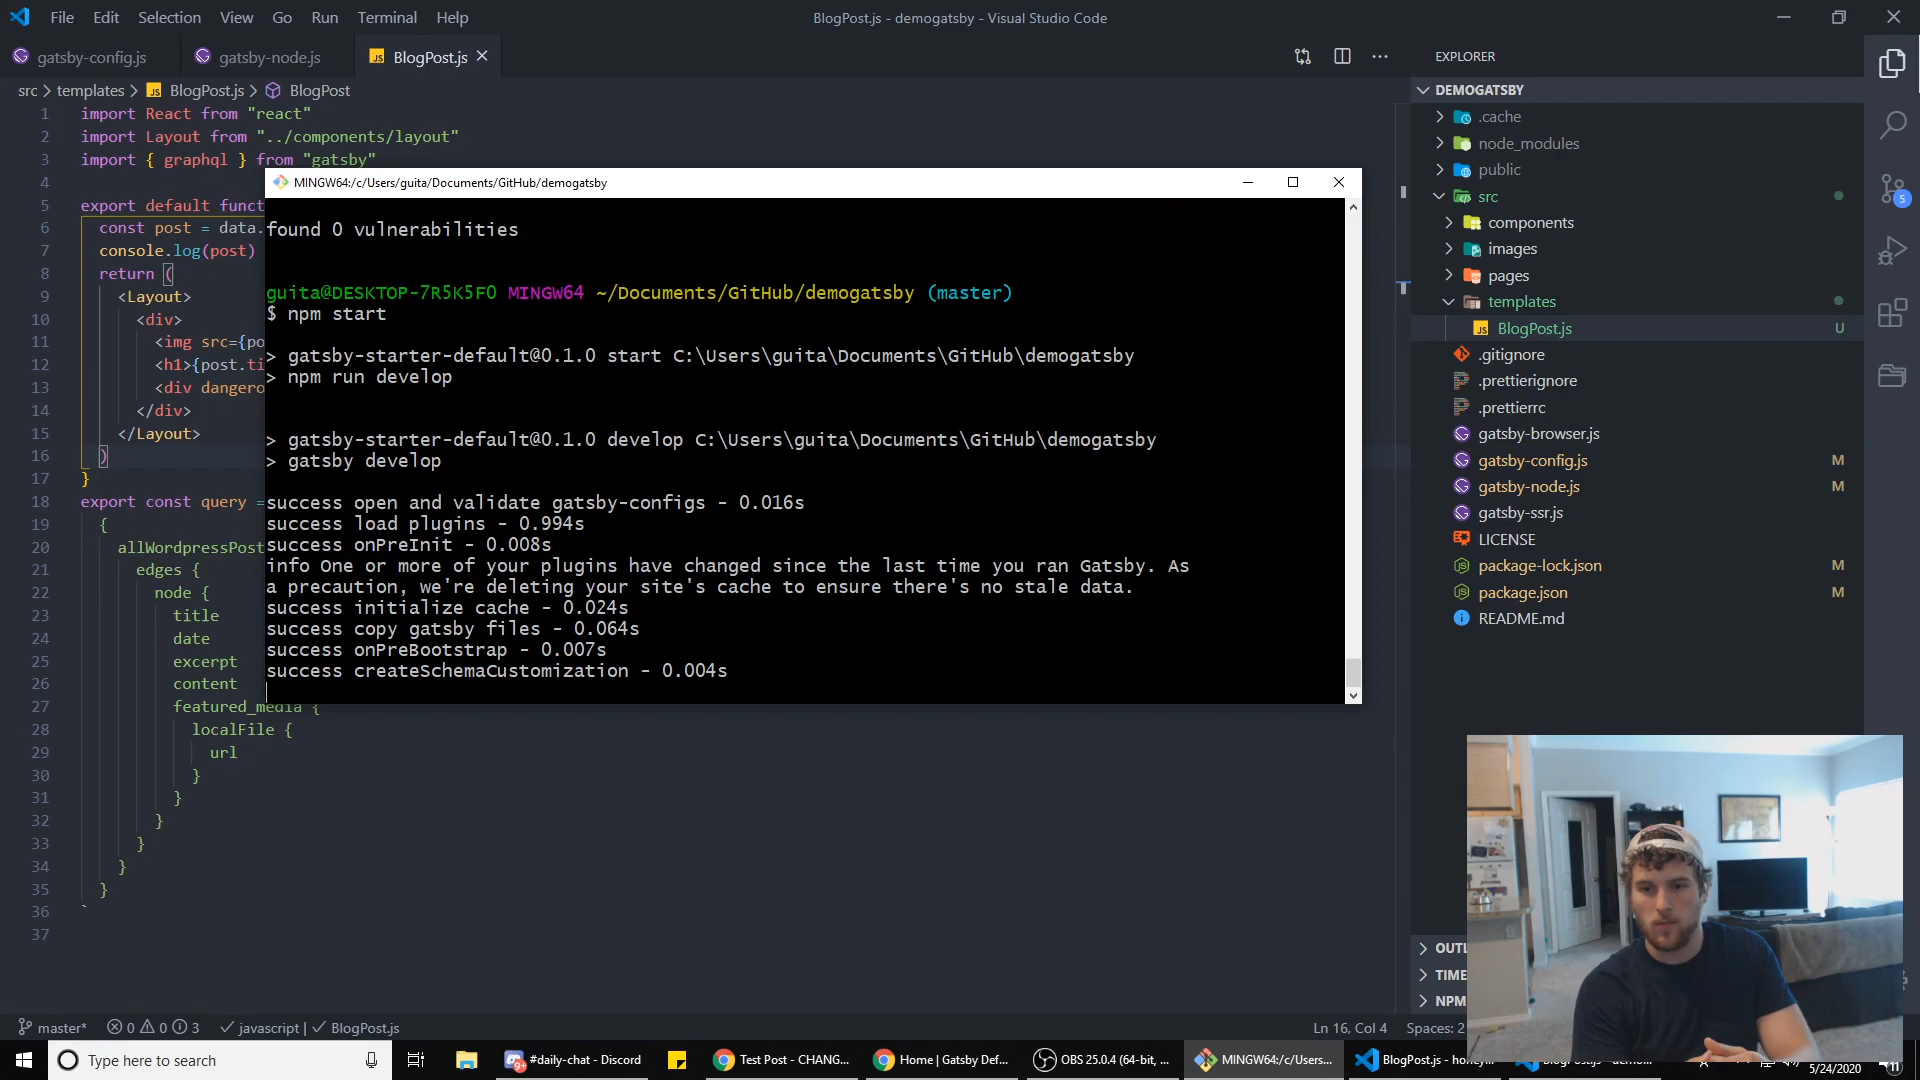 File Edit Selection View Go Run Terminal Help
BlogPost.js - demogatsby - Visual Studio Code
gatsby-config.js
gatsby-node.js
BlogPost.js
src > templates > BlogPost.js > BlogPost
1 import React from "react"
2 import Layout from "../components/layout"
3 import { graphql } from "gatsby"
4
5 export default funct
6 const post = data.
7 console.log(post)
8 return (
9 <Layout>
10 <div>
11 <img src={po
12 <h1>{post.ti
13 <div dangero
14 </div>
15 </Layout>
16 )
17 }
18 export const query =
19 {
20 allWordpressPost
21 edges {
22 node {
23 title
24 date
25 excerpt
26 content
27 featured_media {
28 localFile {
29 url
30 }
31 }
32 }
33 }
34 }
35 }
36 `
37
MINGW64:/c/Users/guita/Documents/GitHub/demogatsby
found 0 vulnerabilities
guita@DESKTOP-7R5K5F0 MINGW64 ~/Documents/GitHub/demogatsby (master)
$ npm start
> gatsby-starter-default@0.1.0 start C:\Users\guita\Documents\GitHub\demogatsby
> npm run develop
> gatsby-starter-default@0.1.0 develop C:\Users\guita\Documents\GitHub\demogatsby
> gatsby develop
success open and validate gatsby-configs - 0.016s
success load plugins - 0.994s
success onPreInit - 0.008s
info One or more of your plugins have changed since the last time you ran Gatsby. As
a precaution, we're deleting your site's cache to ensure there's no stale data.
success initialize cache - 0.024s
success copy gatsby files - 0.064s
success onPreBootstrap - 0.007s
success createSchemaCustomization - 0.004s
EXPLORER
DEMOGATSBY
.cache
node_modules
public
src
components
images
pages
templates
BlogPost.js U
.gitignore
.prettierignore
.prettierrc
gatsby-browser.js
gatsby-config.js M
gatsby-node.js M
gatsby-ssr.js
LICENSE
package-lock.json M
package.json M
README.md
OUTL
TIME
NPM
5
master* 0 0 3 javascript | BlogPost.js
Ln 16, Col 4 Spaces: 2
Type here to search
9+
#daily-chat - Discord
Test Post - CHANG...
Home | Gatsby Def...
OBS 25.0.4 (64-bit, ...
MINGW64:/c/Users...
BlogPost.js - honey
5/24/2020
11